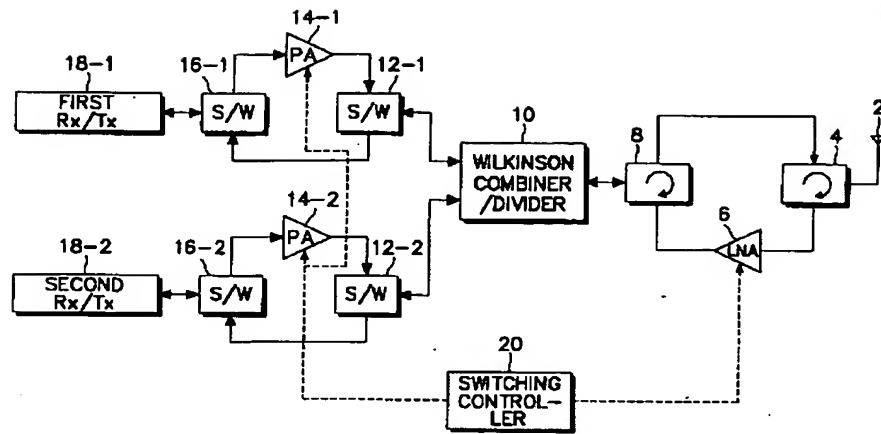 14-1
PA
18-1
16-1
12-1
FIRST
Rx/Tx
S/W
S/W
10
WILKINSON
COMBINER
/DIVIDER
8
4
2
14-2
PA
6
LNA
18-2
16-2
12-2
SECOND
Rx/Tx
S/W
S/W
20
SWITCHING
CONTROL-
LER